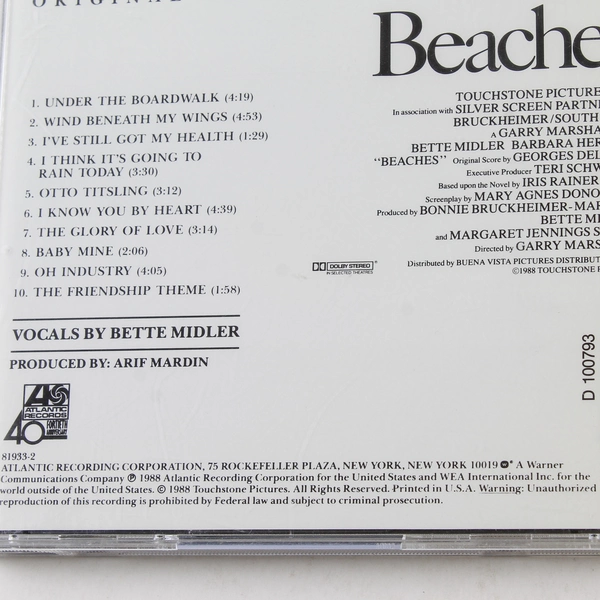 ORIGINAL
Beache
1. UNDER THE BOARDWALK (4:19)
2. WIND BENEATH MY WINGS (4:53)
3. I'VE STILL GOT MY HEALTH (1:29)
4. I THINK IT'S GOING TO
RAIN TODAY (3:30)
5. OTTO TITSLING (3:12)
6. I KNOW YOU BY HEART (4:39)
7. THE GLORY OF LOVE (3:14)
8. BABY MINE (2:06)
9. OH INDUSTRY (4:05)
10. THE FRIENDSHIP THEME (1:58)
VOCALS BY BETTE MIDLER
PRODUCED BY: ARIF MARDIN
TOUCHSTONE PICTURE
In association with SILVER SCREEN PARTNE
BRUCKHEIMER/SOUTH
A GARRY MARSHA
BETTE MIDLER BARBARA HER
"BEACHES" Original Score by GEORGES DEL
Executive Producer TERI SCHW
Based upon the Novel by IRIS RAINER
Screenplay by MARY AGNES DONO
Produced by BONNIE BRUCKHEIMER-MAR
BETTE MI
and MARGARET JENNINGS S
Directed by GARRY MARS
Distributed by BUENA VISTA PICTURES DISTRIBUT
©1988 TOUCHSTONE
DOLBY STEREO
IN SELECTED THEATRES
D 100793
ATLANTIC
RECORDS
40
FORTIETH
ANNIVERSARY
81933-2
ATLANTIC RECORDING CORPORATION, 75 ROCKEFELLER PLAZA, NEW YORK, NEW YORK 10019 ® A Warner
Communications Company ℗ 1988 Atlantic Recording Corporation for the United States and WEA International Inc. for the
world outside of the United States. © 1988 Touchstone Pictures. All Rights Reserved. Printed in U.S.A. Warning: Unauthorized
reproduction of this recording is prohibited by Federal law and subject to criminal prosecution.